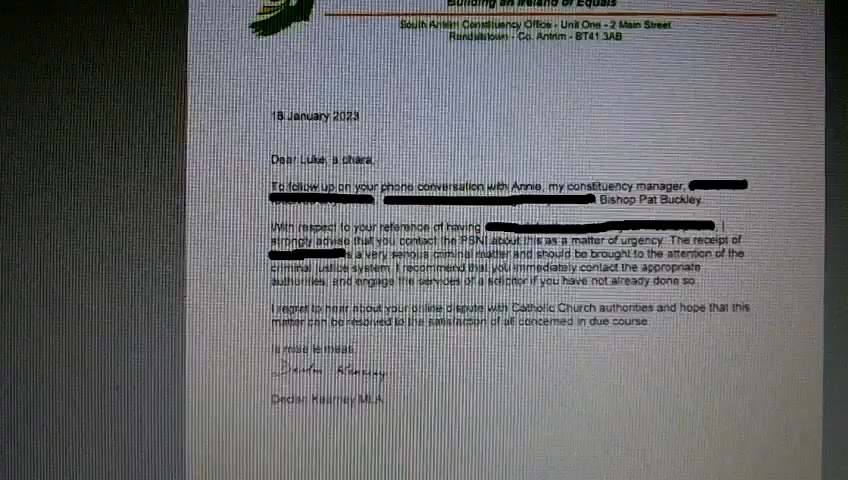 Building an Ireland of Equals
South Antrim Constituency Office - Unit One - 2 Main Street
Randalstown - Co. Antrim - BT41 3AB
18 January 2023
Dear Luke, a chara,
To follow up on your phone conversation with Annie, my constituency manager,
Bishop Pat Buckley.
With respect to your reference of having I
strongly advise that you contact the PSNI about this as a matter of urgency. The receipt of
is a very serious criminal matter and should be brought to the attention of the
criminal justice system. I recommend that you immediately contact the appropriate
authorities, and engage the services of a solicitor if you have not already done so.
I regret to hear about your online dispute with Catholic Church authorities and hope that this
matter can be resolved to the satisfaction of all concerned in due course.
Is mise le meas,
Declan Kearney
Declan Kearney MLA